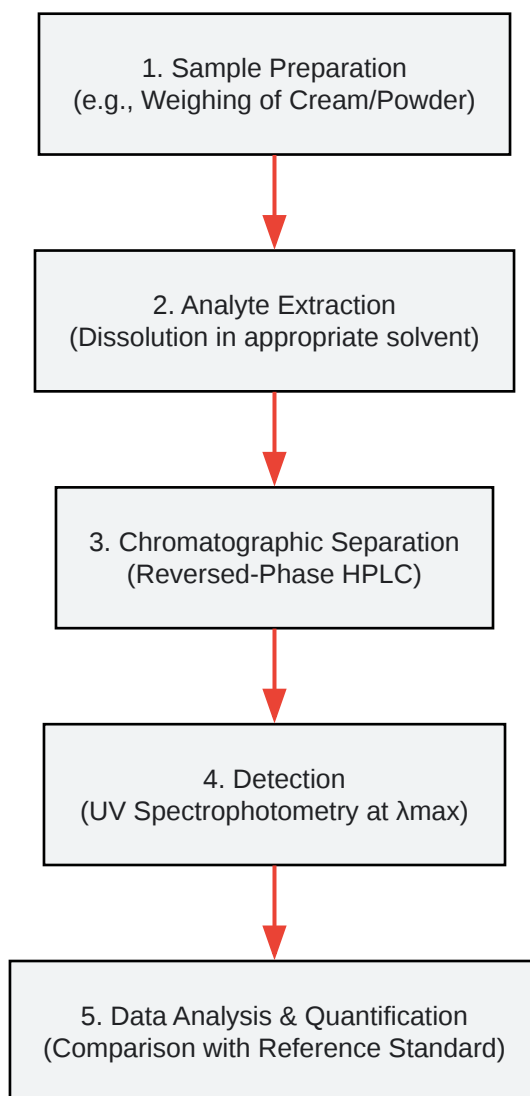 1. Sample Preparation
(e.g., Weighing of Cream/Powder)
2. Analyte Extraction
(Dissolution in appropriate solvent)
3. Chromatographic Separation
(Reversed-Phase HPLC)
4. Detection
(UV Spectrophotometry at λmax)
5. Data Analysis & Quantification
(Comparison with Reference Standard)